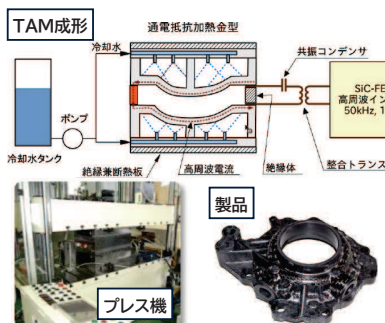 TAM成形
通電抵抗加熱金型
冷却水
共振コンデンサ
SiC-FE
高周波イン
50kHz, 1
ポンプ
冷却水タンク
絶縁兼断熱板
高周波電流
絶縁体
整合トランス
プレス機
製品